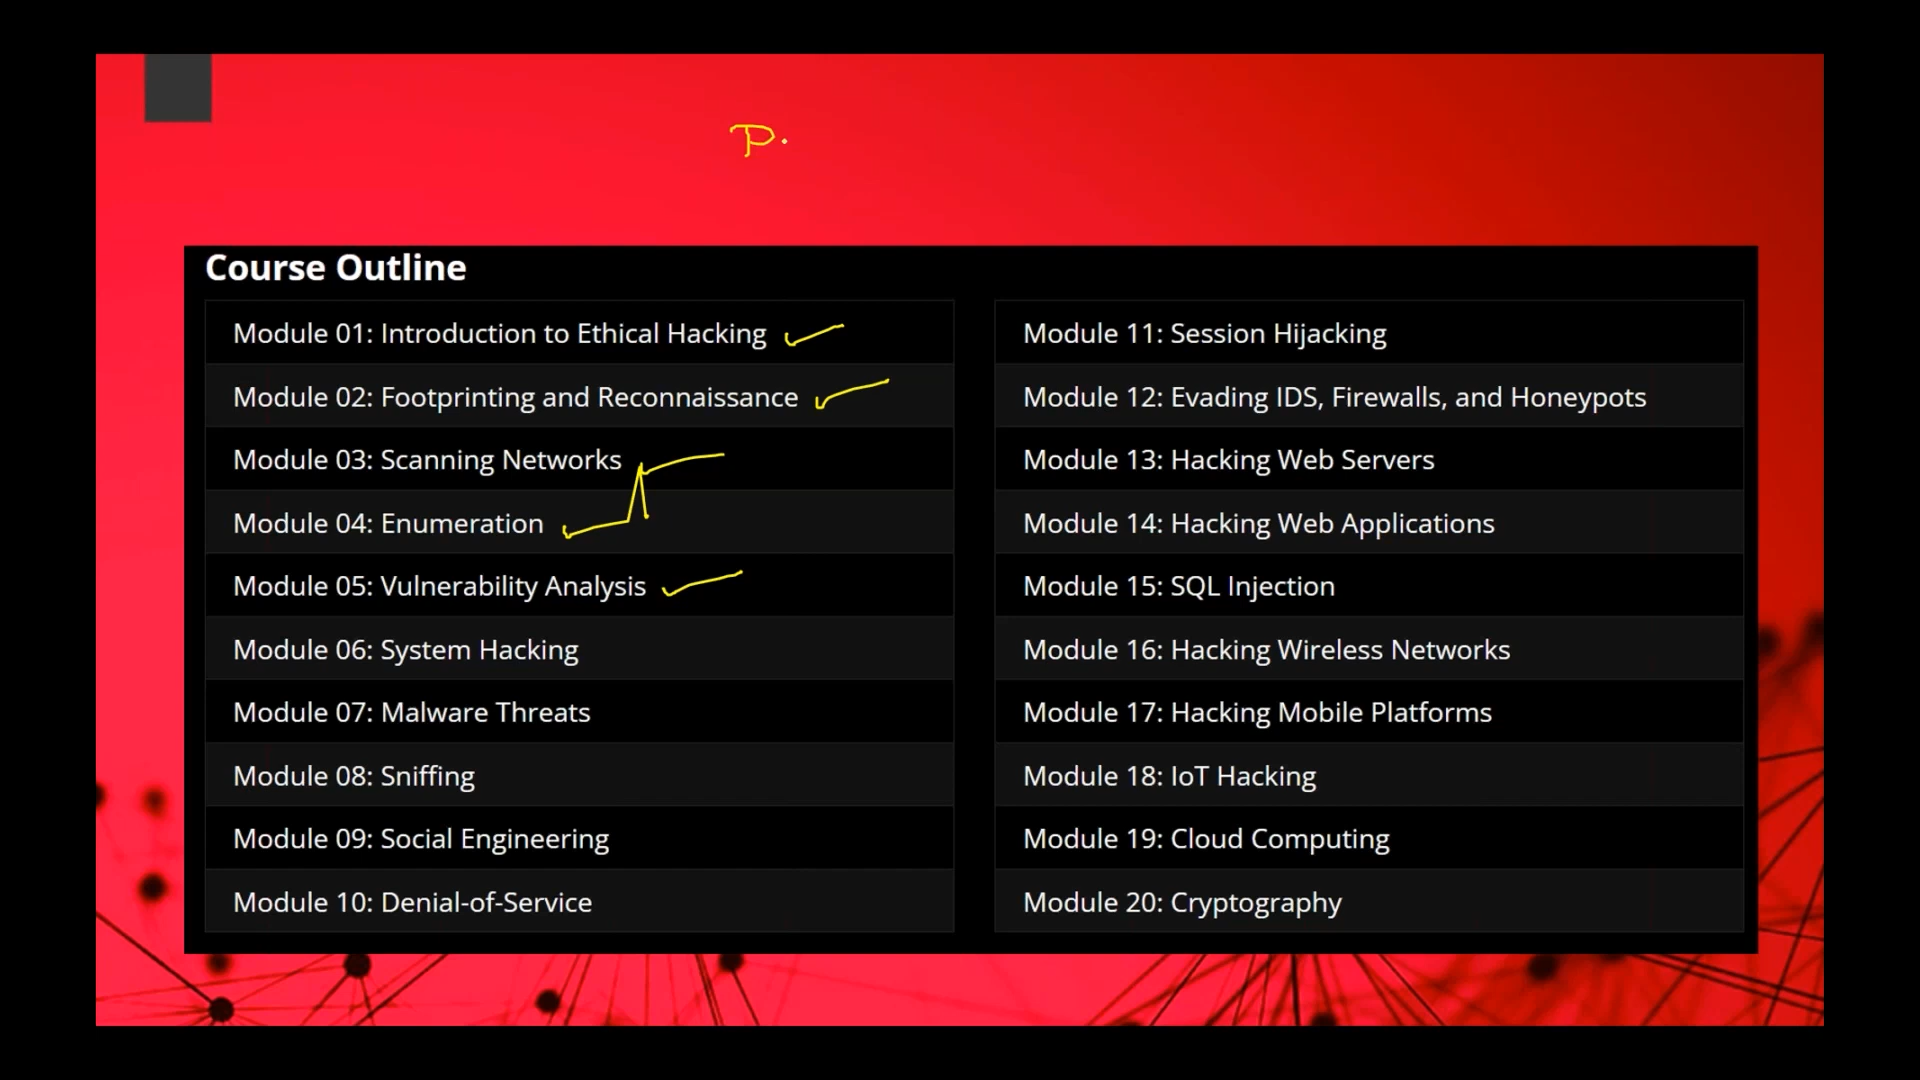 P.
Course Outline
Module 01: Introduction to Ethical Hacking
Module 02: Footprinting and Reconnaissance
Module 03: Scanning Networks
Module 04: Enumeration
Module 05: Vulnerability Analysis
Module 06: System Hacking
Module 07: Malware Threats
Module 08: Sniffing
Module 09: Social Engineering
Module 10: Denial-of-Service
Module 11: Session Hijacking
Module 12: Evading IDS, Firewalls, and Honeypots
Module 13: Hacking Web Servers
Module 14: Hacking Web Applications
Module 15: SQL Injection
Module 16: Hacking Wireless Networks
Module 17: Hacking Mobile Platforms
Module 18: IoT Hacking
Module 19: Cloud Computing
Module 20: Cryptography